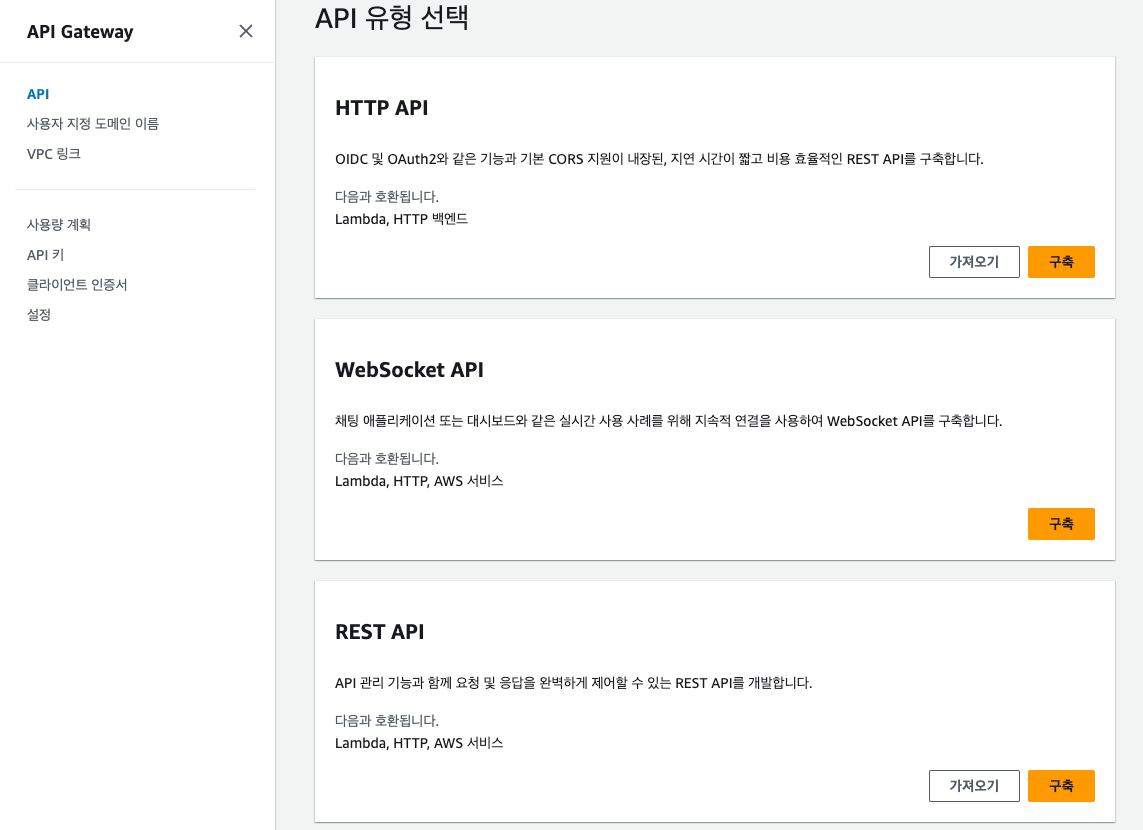 API Gateway
API
사용자 지정 도메인 이름
VPC 링크
사용량 계획
API 키
클라이언트 인증서
설정
API 유형 선택
HTTP API
OIDC 및 OAuth2와 같은 기능과 기본 CORS 지원이 내장된, 지연 시간이 짧고 비용 효율적인 REST API를 구축합니다.
다음과 호환됩니다.
Lambda, HTTP 백엔드
가져오기
구축
WebSocket API
채팅 애플리케이션 또는 대시보드와 같은 실시간 사용 사례를 위해 지속적 연결을 사용하여 WebSocket API를 구축합니다.
다음과 호환됩니다.
Lambda, HTTP, AWS 서비스
구축
REST API
API 관리 기능과 함께 요청 및 응답을 완벽하게 제어할 수 있는 REST API를 개발합니다.
다음과 호환됩니다.
Lambda, HTTP, AWS 서비스
가져오기
구축